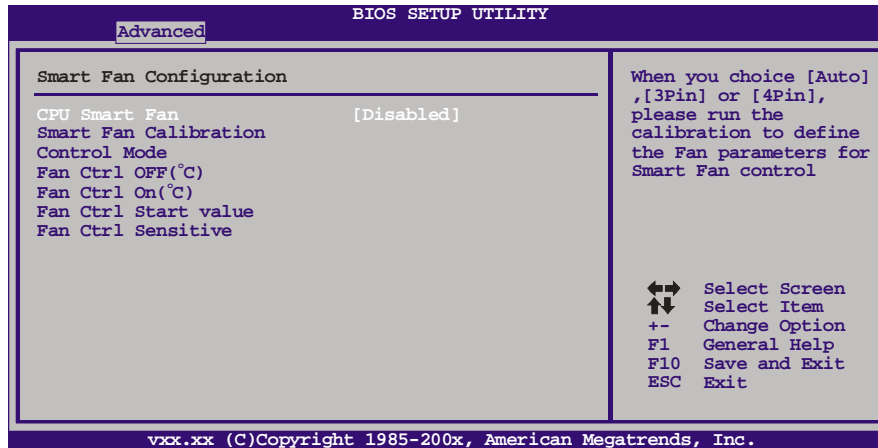 BIOS SETUP UTILITY
Advanced
Smart Fan Configuration
CPU Smart Fan [Disabled]
Smart Fan Calibration
Control Mode
Fan Ctrl OFF(°C)
Fan Ctrl On(°C)
Fan Ctrl Start value
Fan Ctrl Sensitive
When you choice [Auto]
,[3Pin] or [4Pin],
please run the
calibration to define
the Fan parameters for
Smart Fan control
Select Screen
Select Item
+- Change Option
F1 General Help
F10 Save and Exit
ESC Exit
vxx.xx (C)Copyright 1985-200x, American Megatrends, Inc.